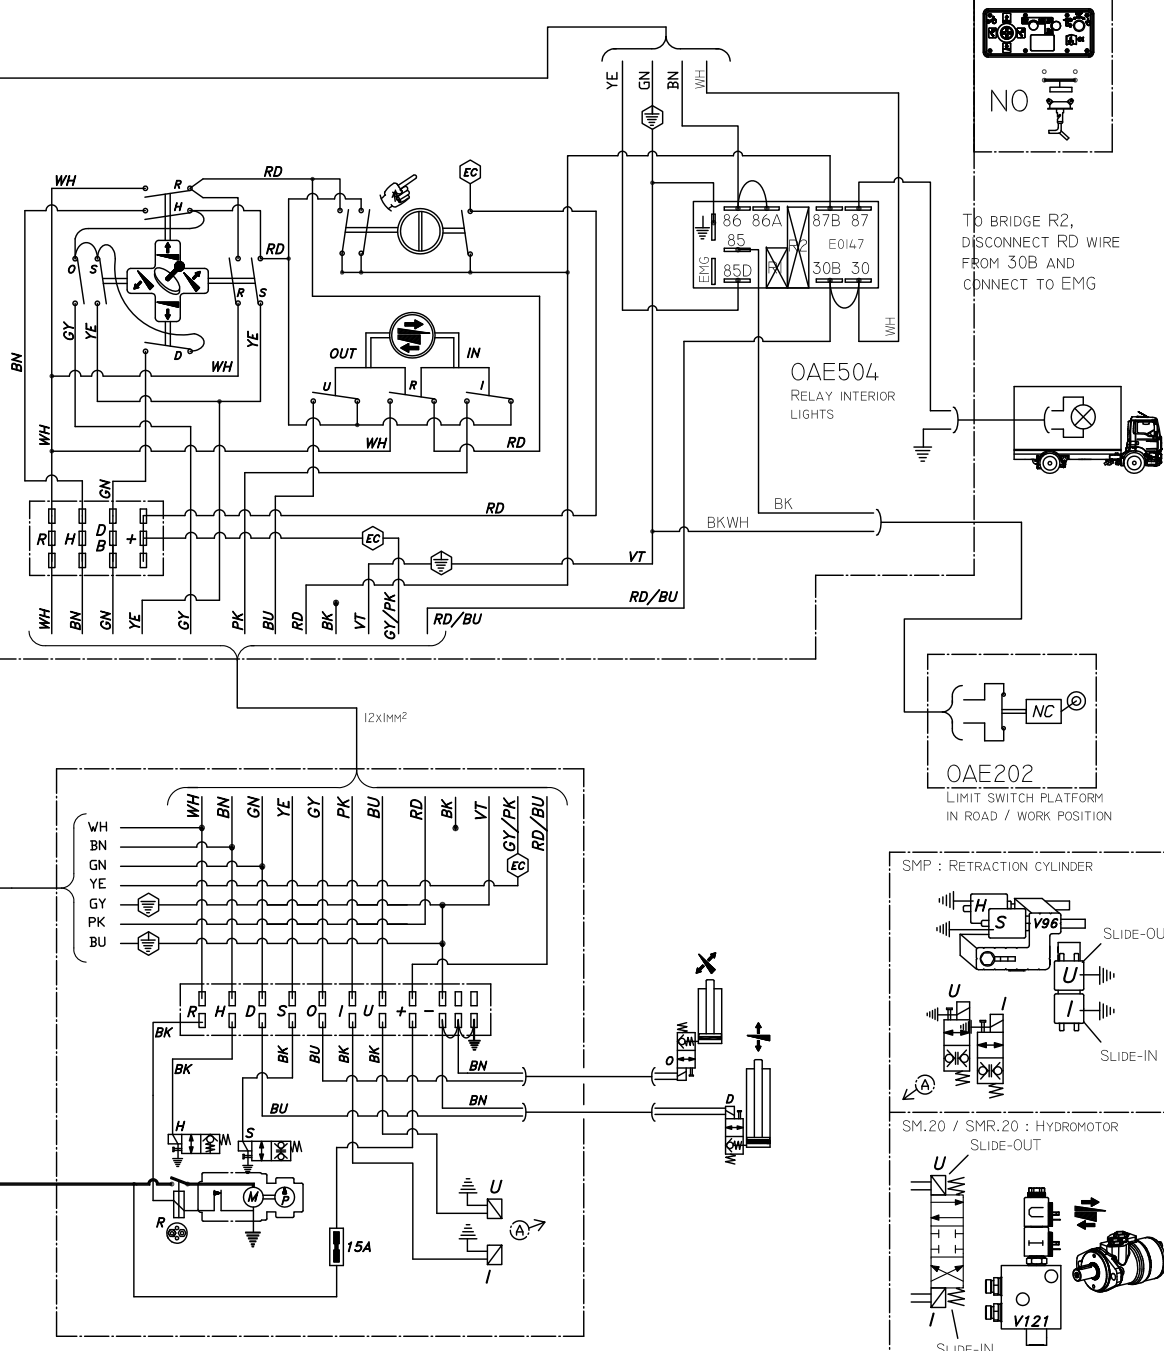 YE GN BN WH
NO
WH
R
RD
EC
H
86 86A 87B 87
85 R2 E0147
EMG 85D R1 30B 30
TO BRIDGE R2,
DISCONNECT RD WIRE
FROM 30B AND
CONNECT TO EMG
RD
O S
R S
GY YE
WH
YE
D
BN
OUT IN
WH
OAE504
RELAY INTERIOR
LIGHTS
U R I
WH
WH RD
GN
RD
BK
BKWH
R H D B +
EC
VT
RD/BU
WH BN GN YE GY PK BU RD BK VT GY/PK RD/BU
12x1MM²
NC
OAE202
LIMIT SWITCH PLATFORM
IN ROAD / WORK POSITION
WH BN GN YE GY PK BU RD BK VT GY/PK RD/BU
WH
BN
GN
YE
EC
GY
PK
BU
SMP : RETRACTION CYLINDER
H
S V96
SLIDE-OU
U
U I
I
SLIDE-IN
A
R H D S O I U + -
BK
BK BK BU BK BK
BN
O
BU
BN
D
H S
SM.20 / SMR.20 : HYDROMOTOR
SLIDE-OUT
U
M P
R
U
A
15A
I
U
I
V121
I
SLIDE-IN